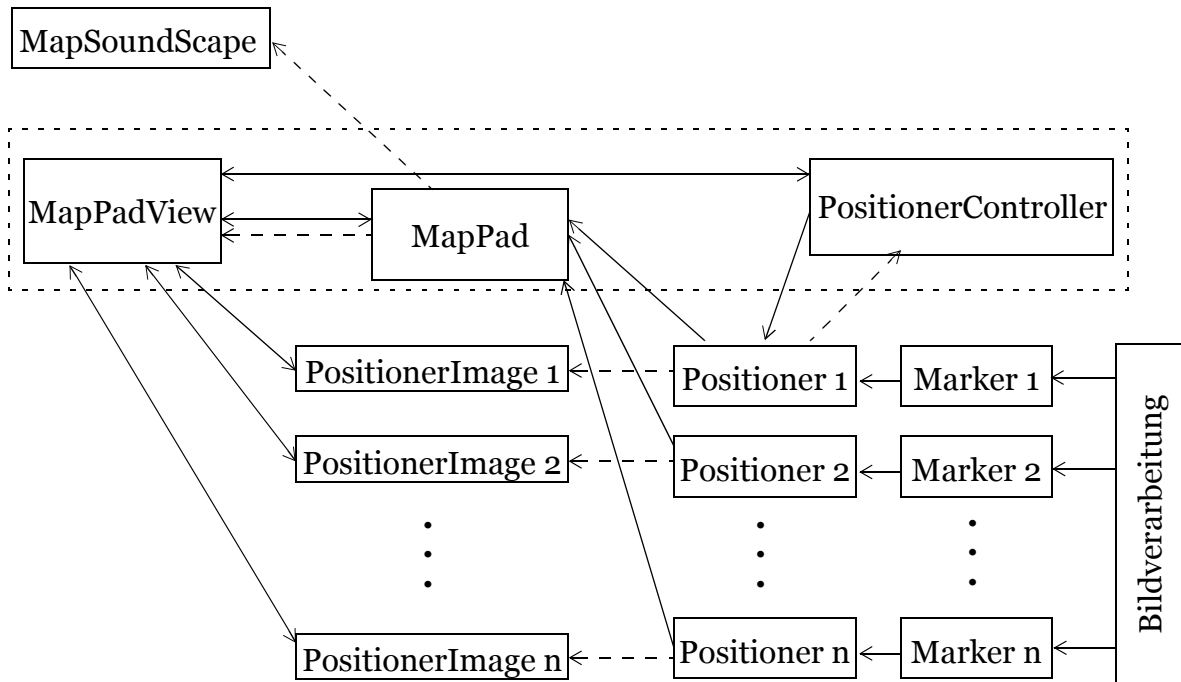 MapSoundScape
MapPadView
MapPad
PositionerController
PositionerImage 1
Positioner 1
Marker 1
PositionerImage 2
Positioner 2
Marker 2
PositionerImage n
Positioner n
Marker n
Bildverarbeitung